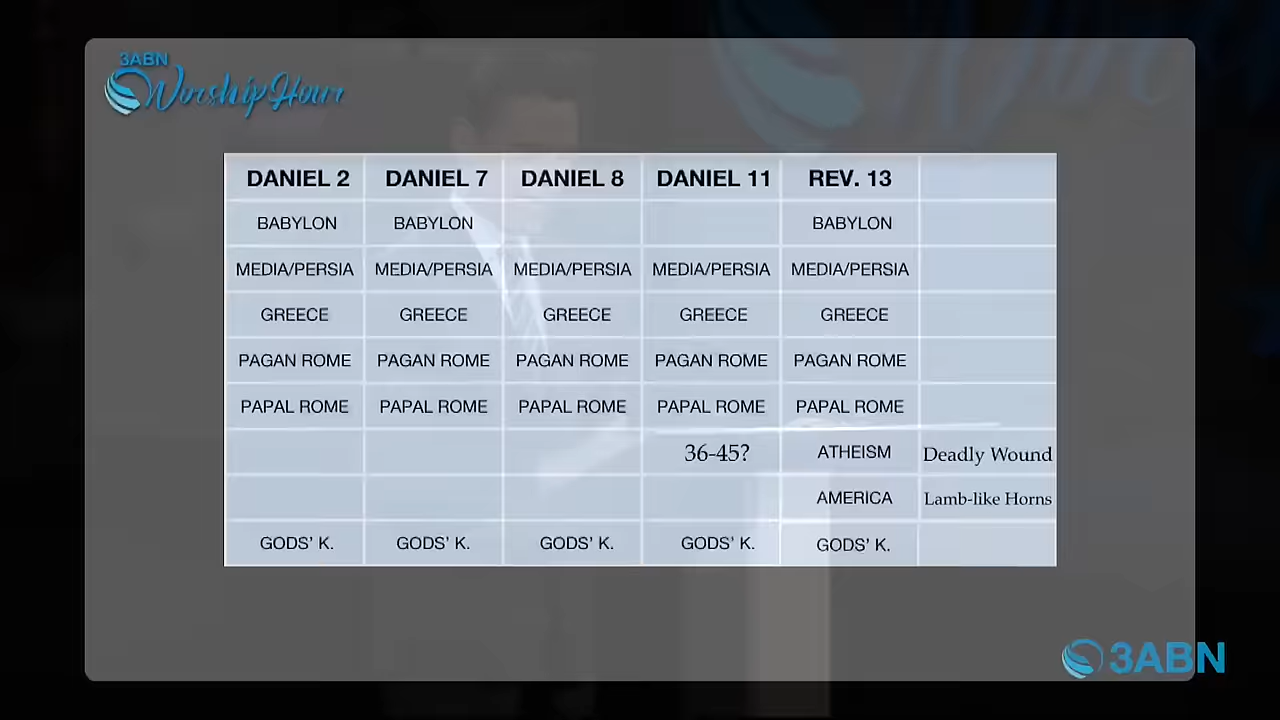 3ABN
Worship Hour
DANIEL 2 DANIEL 7 DANIEL 8 DANIEL 11 REV. 13
BABYLON BABYLON BABYLON
MEDIA/PERSIA MEDIA/PERSIA MEDIA/PERSIA MEDIA/PERSIA MEDIA/PERSIA
GREECE GREECE GREECE GREECE GREECE
PAGAN ROME PAGAN ROME PAGAN ROME PAGAN ROME PAGAN ROME
PAPAL ROME PAPAL ROME PAPAL ROME PAPAL ROME PAPAL ROME
36-45? ATHEISM Deadly Wound
AMERICA Lamb-like Horns
GODS’ K. GODS’ K. GODS’ K. GODS’ K. GODS’ K.
3ABN